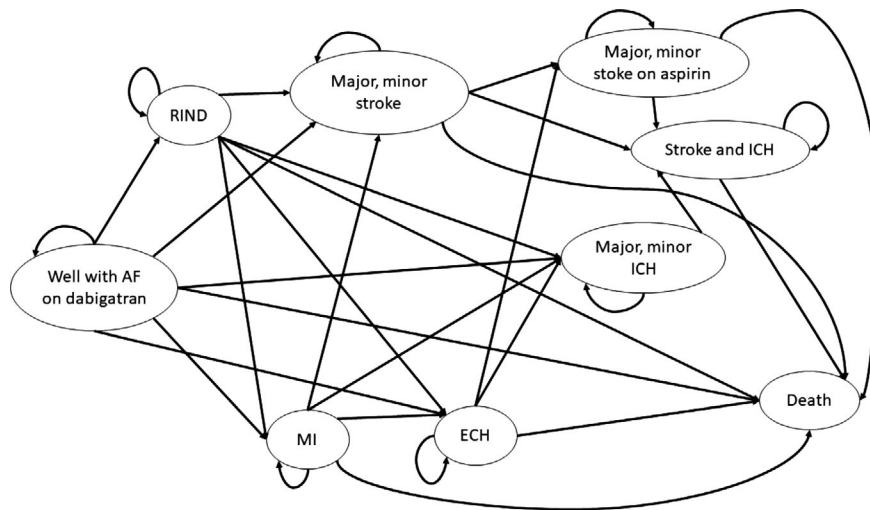 Major, minor
stoke on aspirin
Major, minor
stroke
RIND
Stroke and ICH
Major, minor
ICH
Well with AF
on dabigatran
Death
MI
ECH